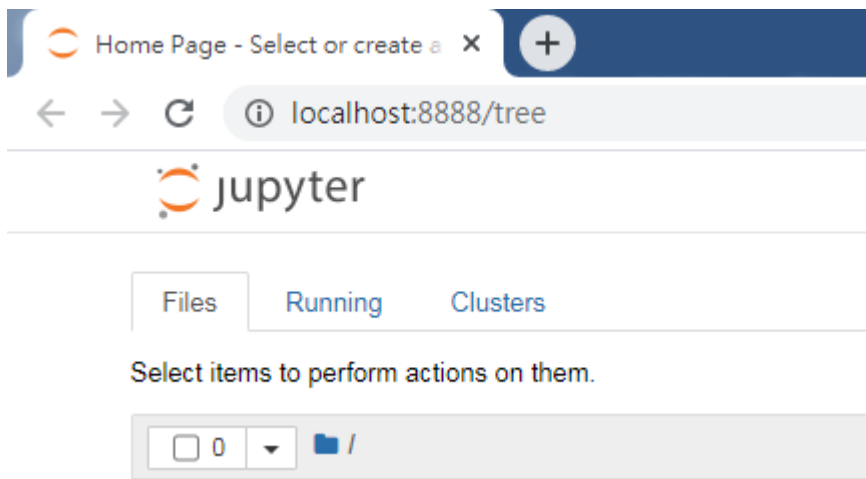 Home Page - Select or create a
localhost:8888/tree
jupyter
Files Running Clusters
Select items to perform actions on them.
0 /